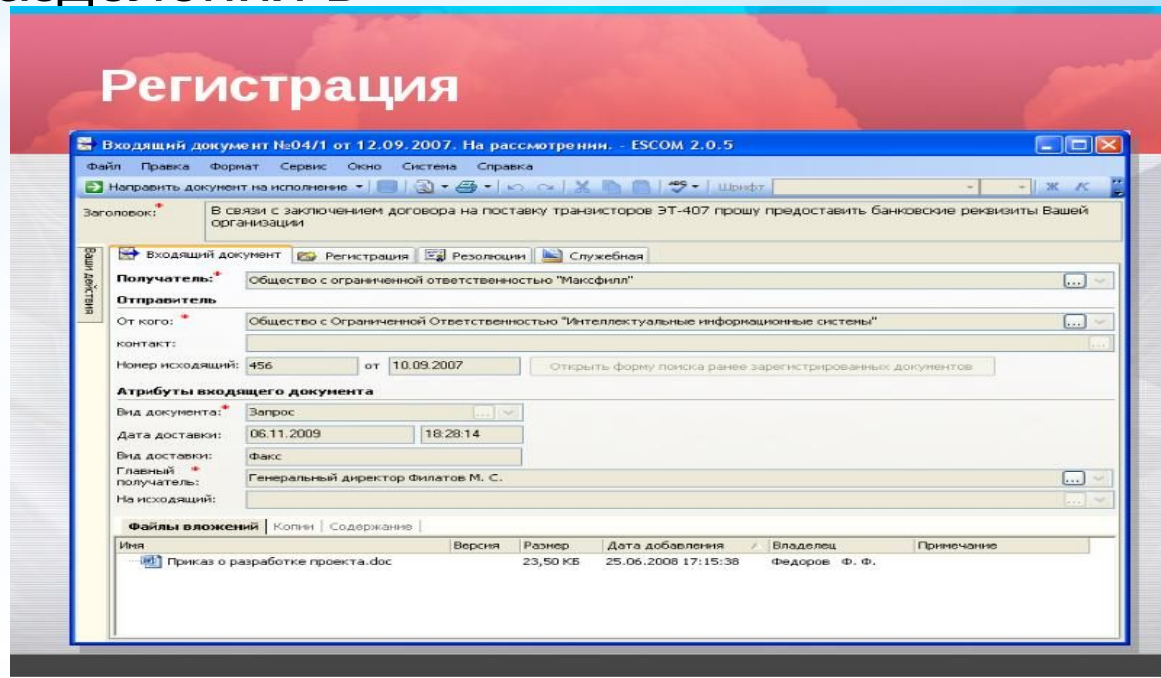 Регистрация
Входящий документ №04/1 от 12.09.2007. На рассмотрении. - ESCOM 2.0.5
Файл Правка Формат Сервис Окно Система Справка
Направить документ на исполнение Шрифт Ж К
Заголовок:* В связи с заключением договора на поставку транзисторов ЭТ-407 прошу предоставить банковские реквизиты Вашей
организации
Ваши действия
Входящий документ Регистрация Резолюции Служебная
Получатель:* Общество с ограниченной ответственностью "Максфилл" ...
Отправитель
От кого: * Общество с Ограниченной Ответственностью "Интеллектуальные информационные системы" ...
контакт: ...
Номер исходящий: 456 от 10.09.2007 Открыть форму поиска ранее зарегистрированных документов
Атрибуты входящего документа
Вид документа:* Запрос ...
Дата доставки: 06.11.2009 18:28:14
Вид доставки: Факс
Главный *
получатель: Генеральный директор Филатов М. С. ...
На исходящий: ...
Файлы вложений Копии Содержание
Имя Версия Размер Дата добавления Владелец Примечание
Приказ о разработке проекта.doc 23,50 КБ 25.06.2008 17:15:38 Федоров Ф. Ф.